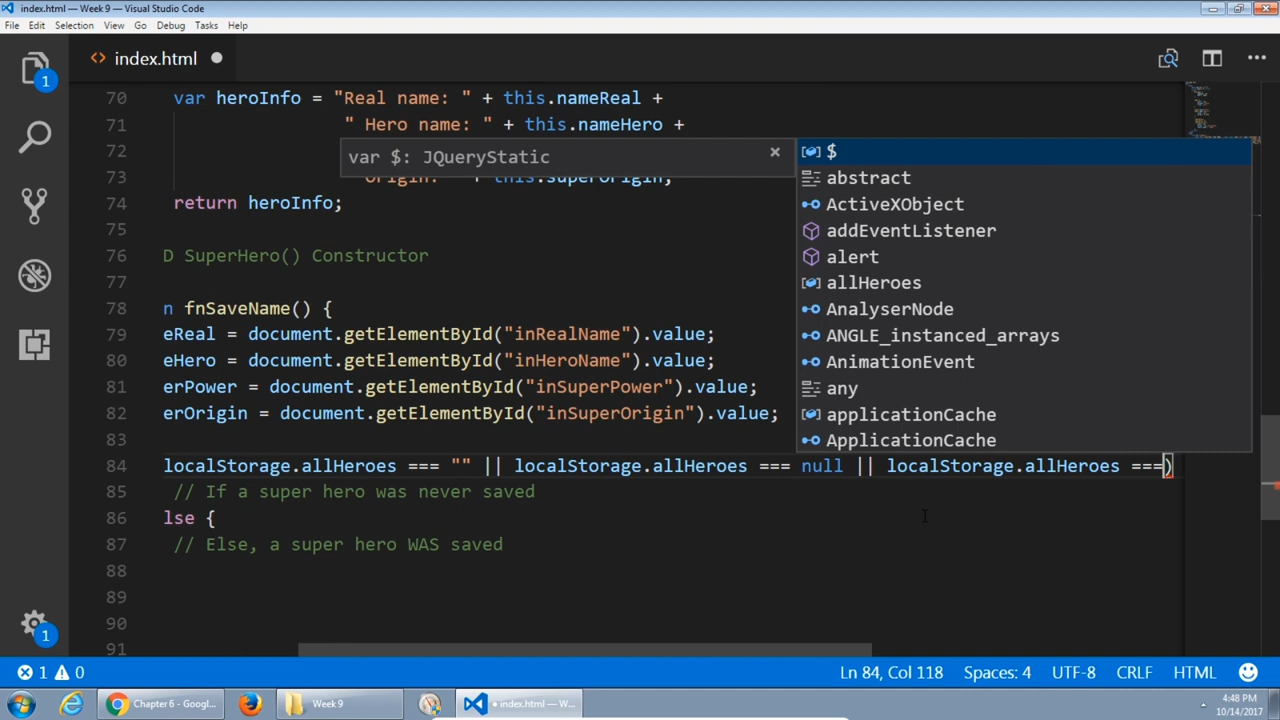 index.html — Week 9 — Visual Studio Code
File Edit Selection View Go Debug Tasks Help
1
<> index.html
70 var heroInfo = "Real name: " + this.nameReal +
71 " Hero name: " + this.nameHero +
72
var $: JQueryStatic ×
73 Origin: " + this.superOrigin;
74 return heroInfo;
75
76 D SuperHero() Constructor
77
78 n fnSaveName() {
79 eReal = document.getElementById("inRealName").value;
80 eHero = document.getElementById("inHeroName").value;
81 erPower = document.getElementById("inSuperPower").value;
82 erOrigin = document.getElementById("inSuperOrigin").value;
83
84 localStorage.allHeroes === "" || localStorage.allHeroes === null || localStorage.allHeroes ===)
85 // If a super hero was never saved
86 lse {
87 // Else, a super hero WAS saved
88
89
90
91
$
abstract
ActiveXObject
addEventListener
alert
allHeroes
AnalyserNode
ANGLE_instanced_arrays
AnimationEvent
any
applicationCache
ApplicationCache
1
1 0 Ln 84, Col 118 Spaces: 4 UTF-8 CRLF HTML
Chapter 6 - Googl... Week 9 • index.html — W... 4:48 PM
10/14/2017